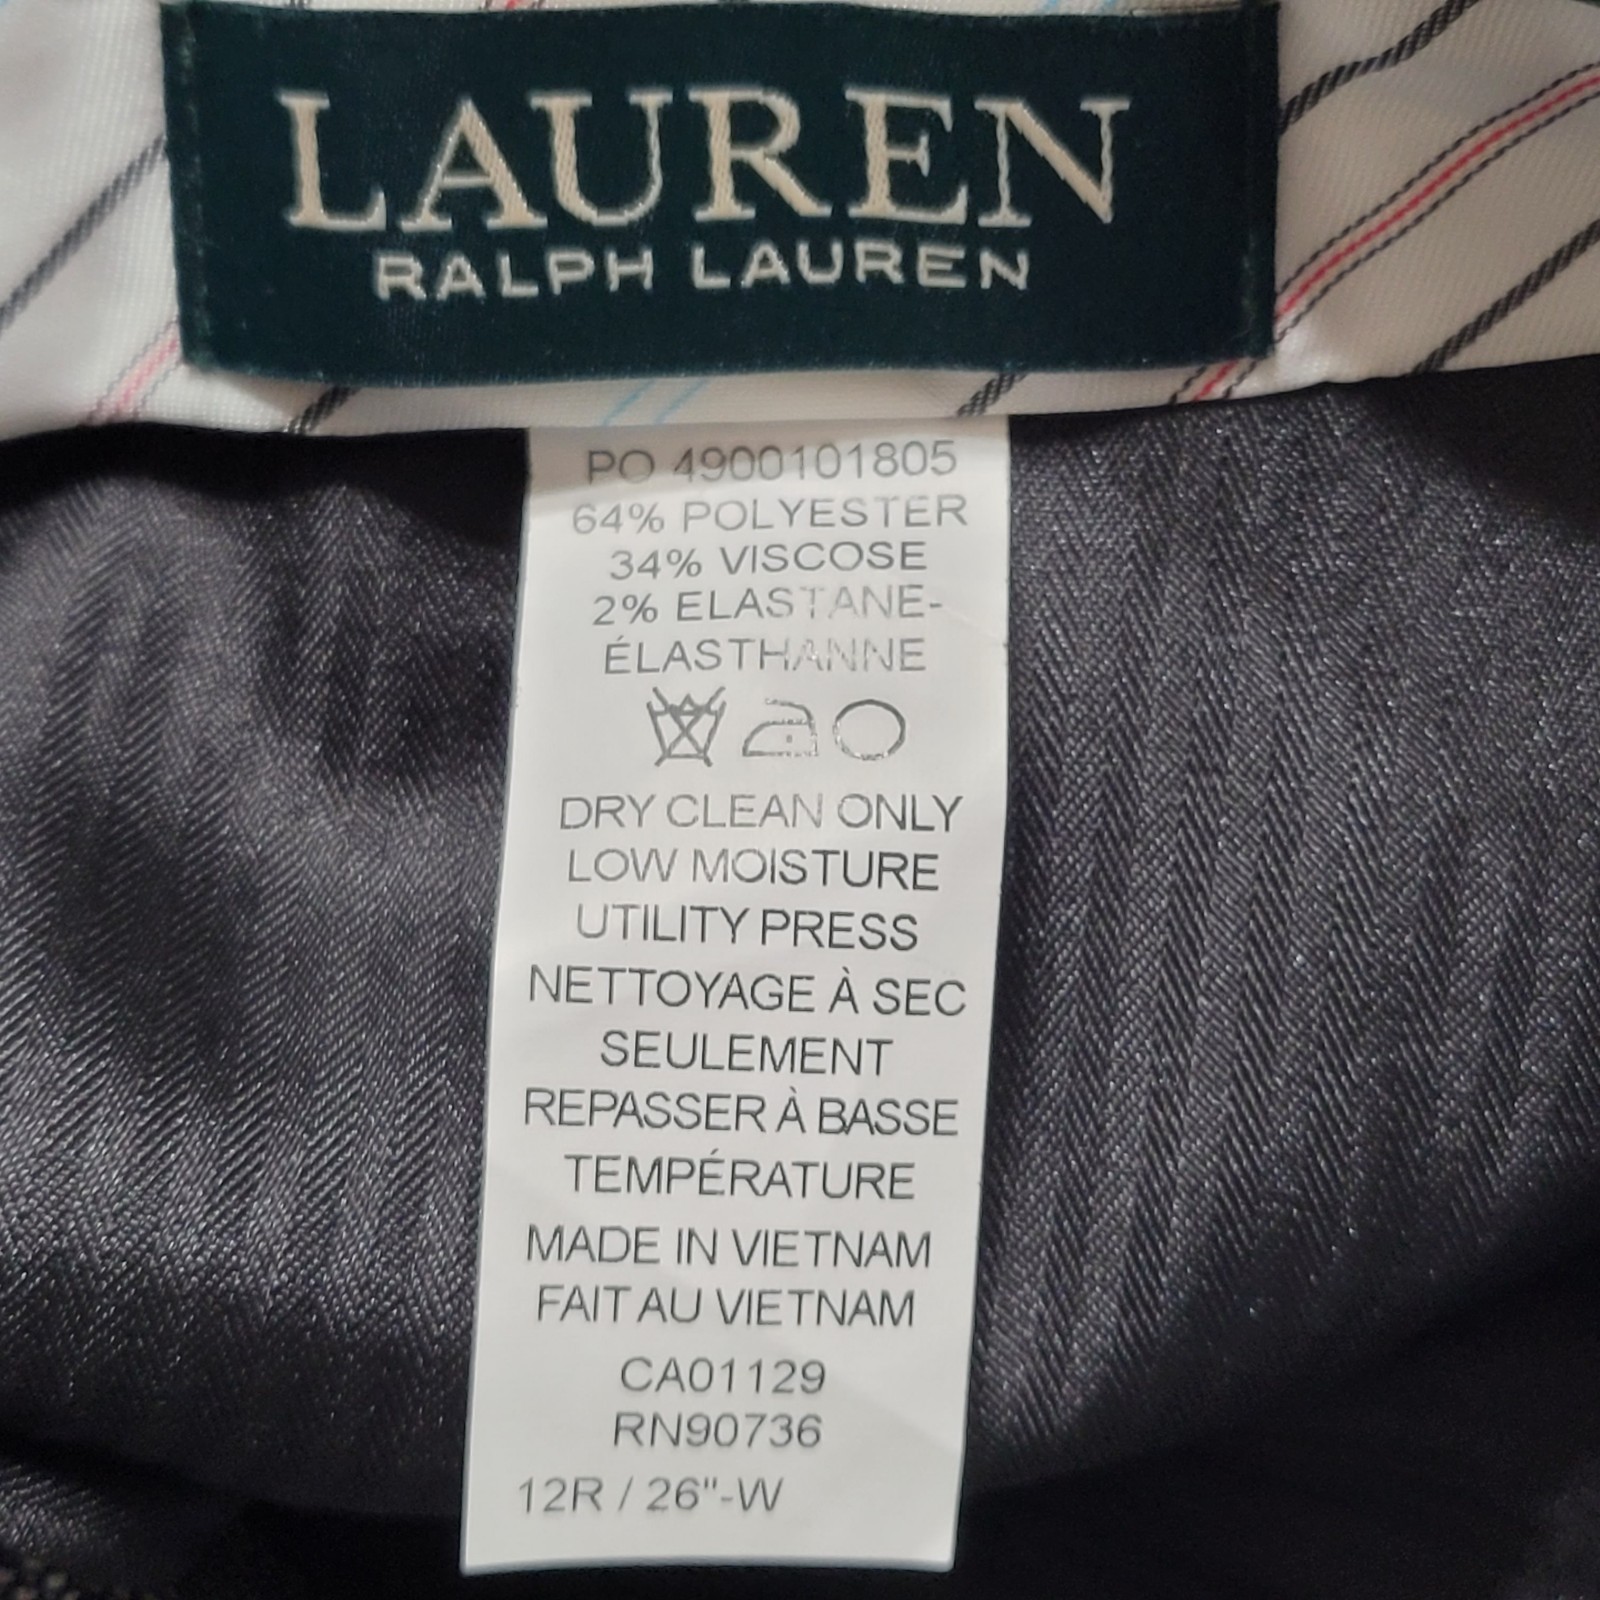 LAUREN
RALPH LAUREN
PO 4900101805
64% POLYESTER
34% VISCOSE
2% ELASTANE-
ÉLASTHANNE
DRY CLEAN ONLY
LOW MOISTURE
UTILITY PRESS
NETTOYAGE À SEC
SEULEMENT
REPASSER À BASSE
TEMPÉRATURE
MADE IN VIETNAM
FAIT AU VIETNAM
CA01129
RN90736
12R / 26"-W